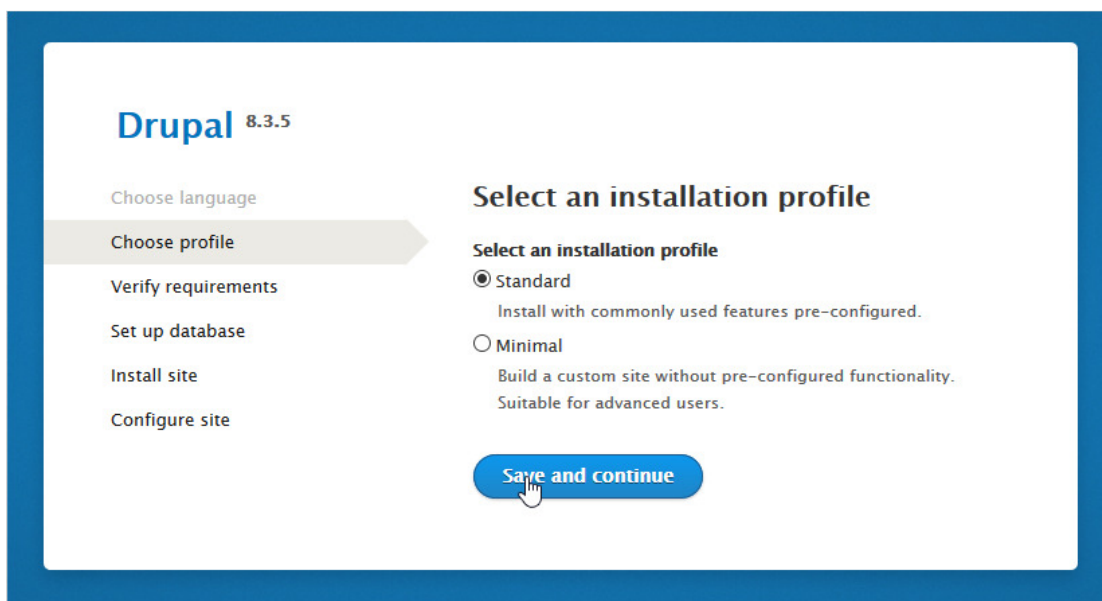 Drupal 8.3.5
Choose language
Choose profile
Verify requirements
Set up database
Install site
Configure site
Select an installation profile
Select an installation profile
Standard
Install with commonly used features pre-configured.
Minimal
Build a custom site without pre-configured functionality.
Suitable for advanced users.
Save and continue